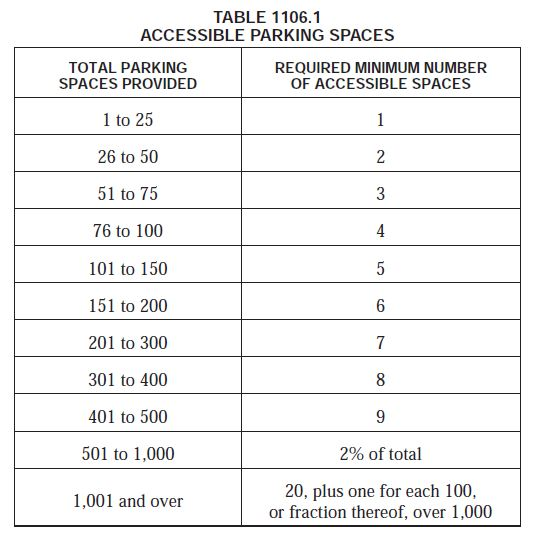 TABLE 1106.1
ACCESSIBLE PARKING SPACES
TOTAL PARKING
SPACES PROVIDED
REQUIRED MINIMUM NUMBER
OF ACCESSIBLE SPACES
1 to 25
1
26 to 50
2
51 to 75
3
76 to 100
4
101 to 150
5
151 to 200
6
201 to 300
7
301 to 400
8
401 to 500
9
501 to 1,000
2% of total
1,001 and over
20, plus one for each 100,
or fraction thereof, over 1,000